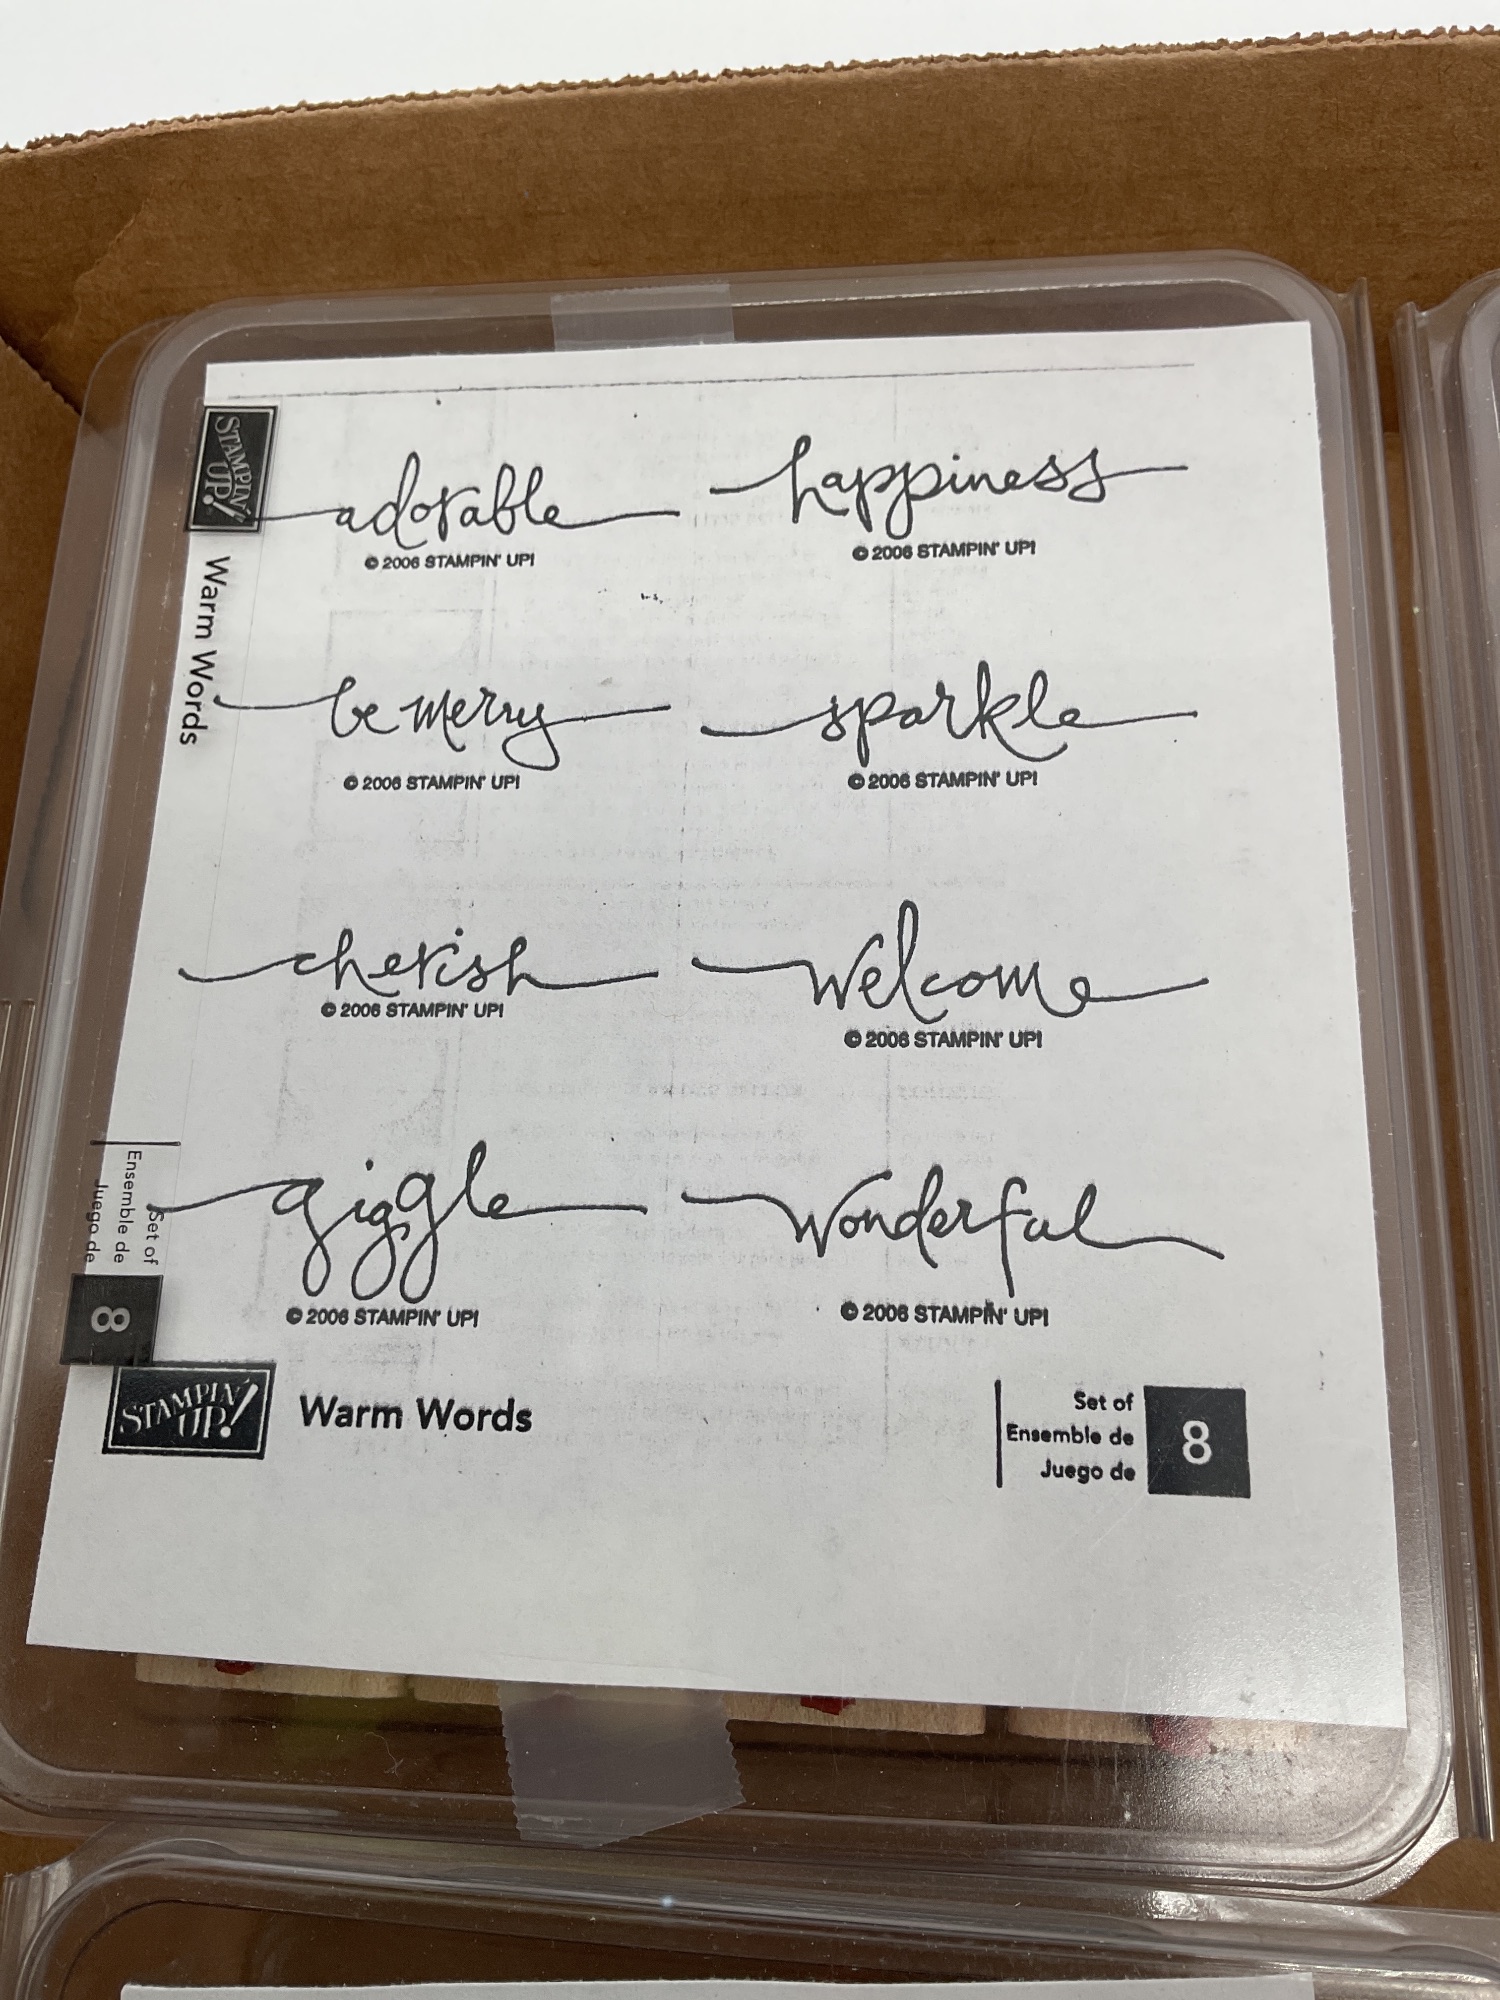 STAMPIN' UP!
Warm Words
Set of
Ensemble de
Juego de
8
adorable
© 2006 STAMPIN' UP!
happiness
© 2006 STAMPIN' UP!
be merry
© 2006 STAMPIN' UP!
sparkle
© 2006 STAMPIN' UP!
cherish
© 2006 STAMPIN' UP!
welcome
© 2006 STAMPIN' UP!
giggle
© 2006 STAMPIN' UP!
wonderful
© 2006 STAMPIN' UP!
STAMPIN' UP!
Warm Words
Set of
Ensemble de
Juego de
8